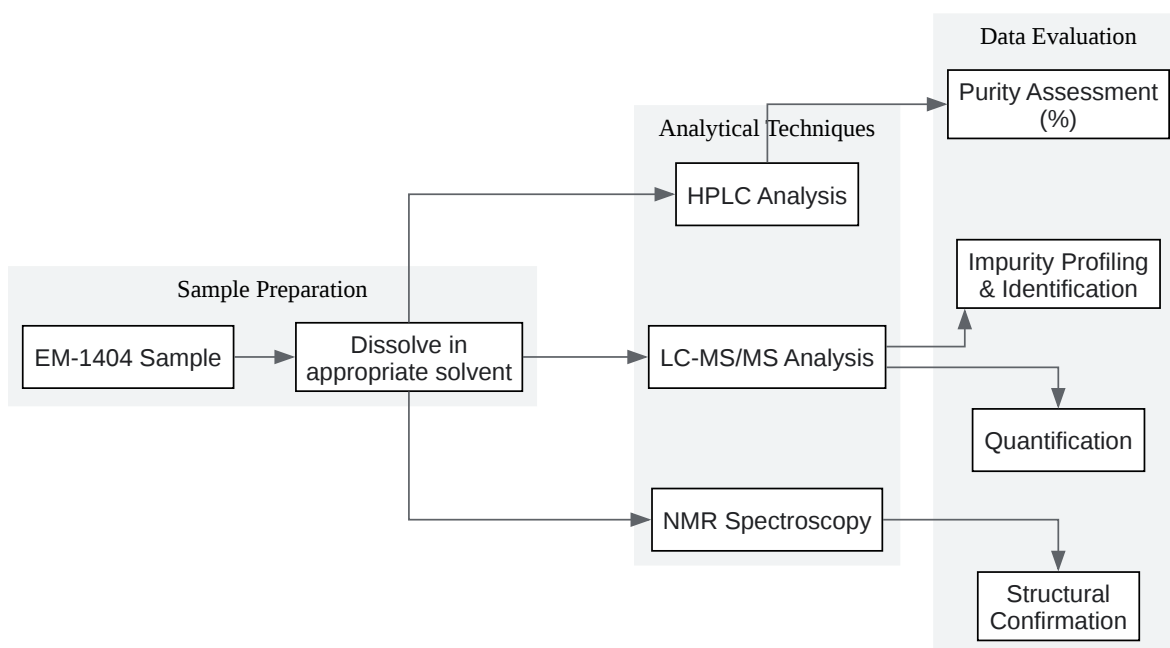 Data Evaluation
Purity Assessment
(%)
Analytical Techniques
HPLC Analysis
Impurity Profiling
& Identification
Sample Preparation
EM-1404 Sample
Dissolve in
appropriate solvent
LC-MS/MS Analysis
Quantification
NMR Spectroscopy
Structural
Confirmation